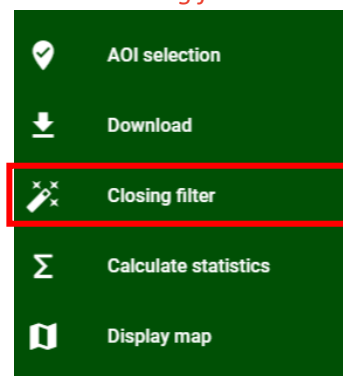 AOI selection
Download
Closing filter
Σ Calculate statistics
Display map